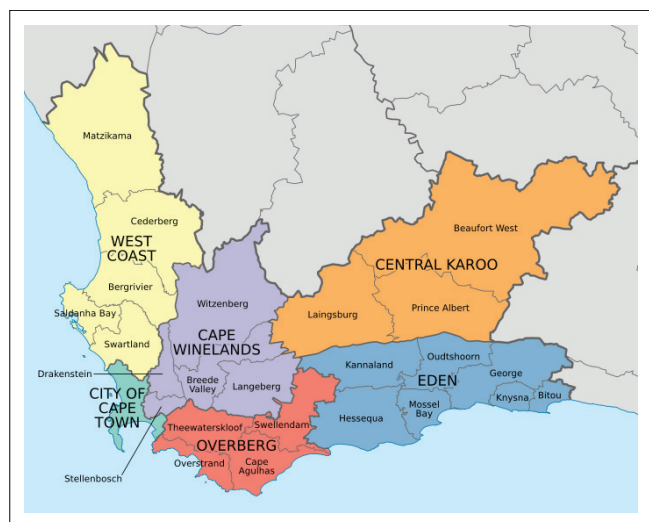 Matzikama
Cederberg
WEST
COAST
Bergrivier
Saldanha Bay
Swartland
Drakenstein
CITY OF
CAPE
TOWN
Stellenbosch
Witzenberg
CAPE
WINELANDS
Breede
Valley
Langeberg
Theewaterskloof
Swellendam
OVERBERG
Overstrand
Cape
Agulhas
Beaufort West
CENTRAL KAROO
Laingsburg
Prince Albert
Kannaland
Oudtshoorn
George
EDEN
Hessequa
Mossel
Bay
Knysna
Bitou